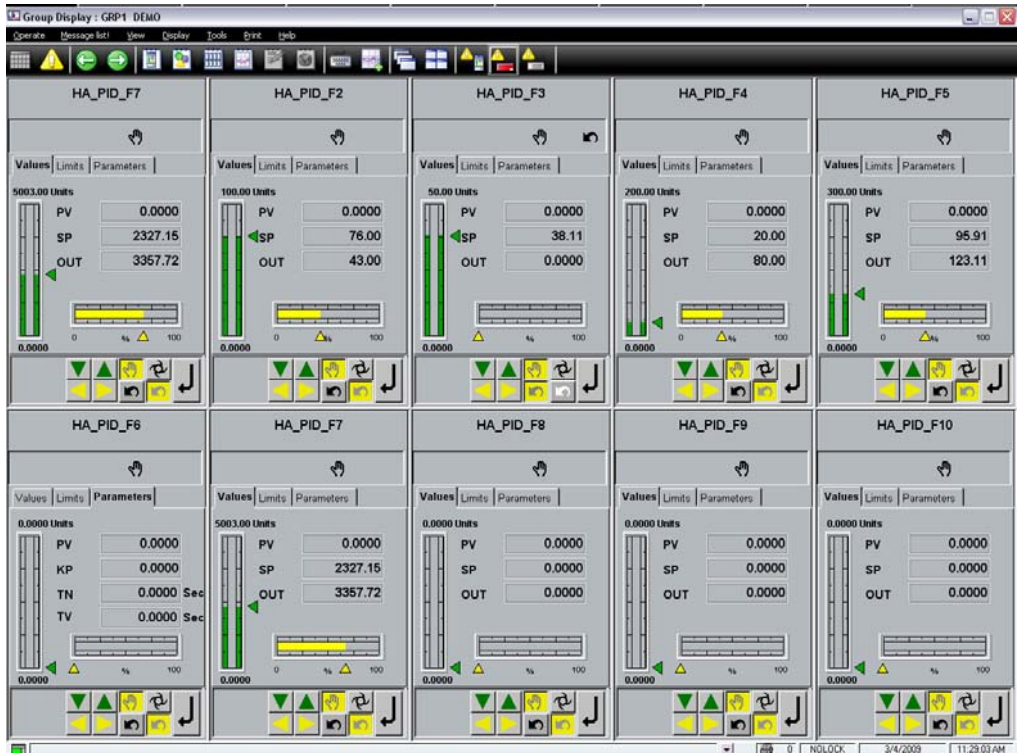 Group Display : GRP1 DEMO
Operate Message list! View Display Tools Print Help
HA_PID_F7 HA_PID_F2 HA_PID_F3 HA_PID_F4 HA_PID_F5
Values Limits Parameters Values Limits Parameters Values Limits Parameters Values Limits Parameters Values Limits Parameters
5003.00 Units 100.00 Units 50.00 Units 200.00 Units 300.00 Units
PV 0.0000 PV 0.0000 PV 0.0000 PV 0.0000 PV 0.0000
SP 2327.15 SP 76.00 SP 38.11 SP 20.00 SP 95.91
OUT 3357.72 OUT 43.00 OUT 0.0000 OUT 80.00 OUT 123.11
0 % 100 0 % 100 % 100 0 % 100 0 % 100
0.0000 0.0000 0.0000 0.0000 0.0000
HA_PID_F6 HA_PID_F7 HA_PID_F8 HA_PID_F9 HA_PID_F10
Values Limits Parameters Values Limits Parameters Values Limits Parameters Values Limits Parameters Values Limits Parameters
0.0000 Units 5003.00 Units 0.0000 Units 0.0000 Units 0.0000 Units
PV 0.0000 PV 0.0000 PV 0.0000 PV 0.0000 PV 0.0000
KP 0.0000 SP 2327.15 SP 0.0000 SP 0.0000 SP 0.0000
TN 0.0000 Sec OUT 3357.72 OUT 0.0000 OUT 0.0000 OUT 0.0000
TV 0.0000 Sec
% 100 0 % 100 % 100 % 100 % 100
0.0000 0.0000 0.0000 0.0000 0.0000
0 NOLOCK 3/4/2009 11:29:03 AM